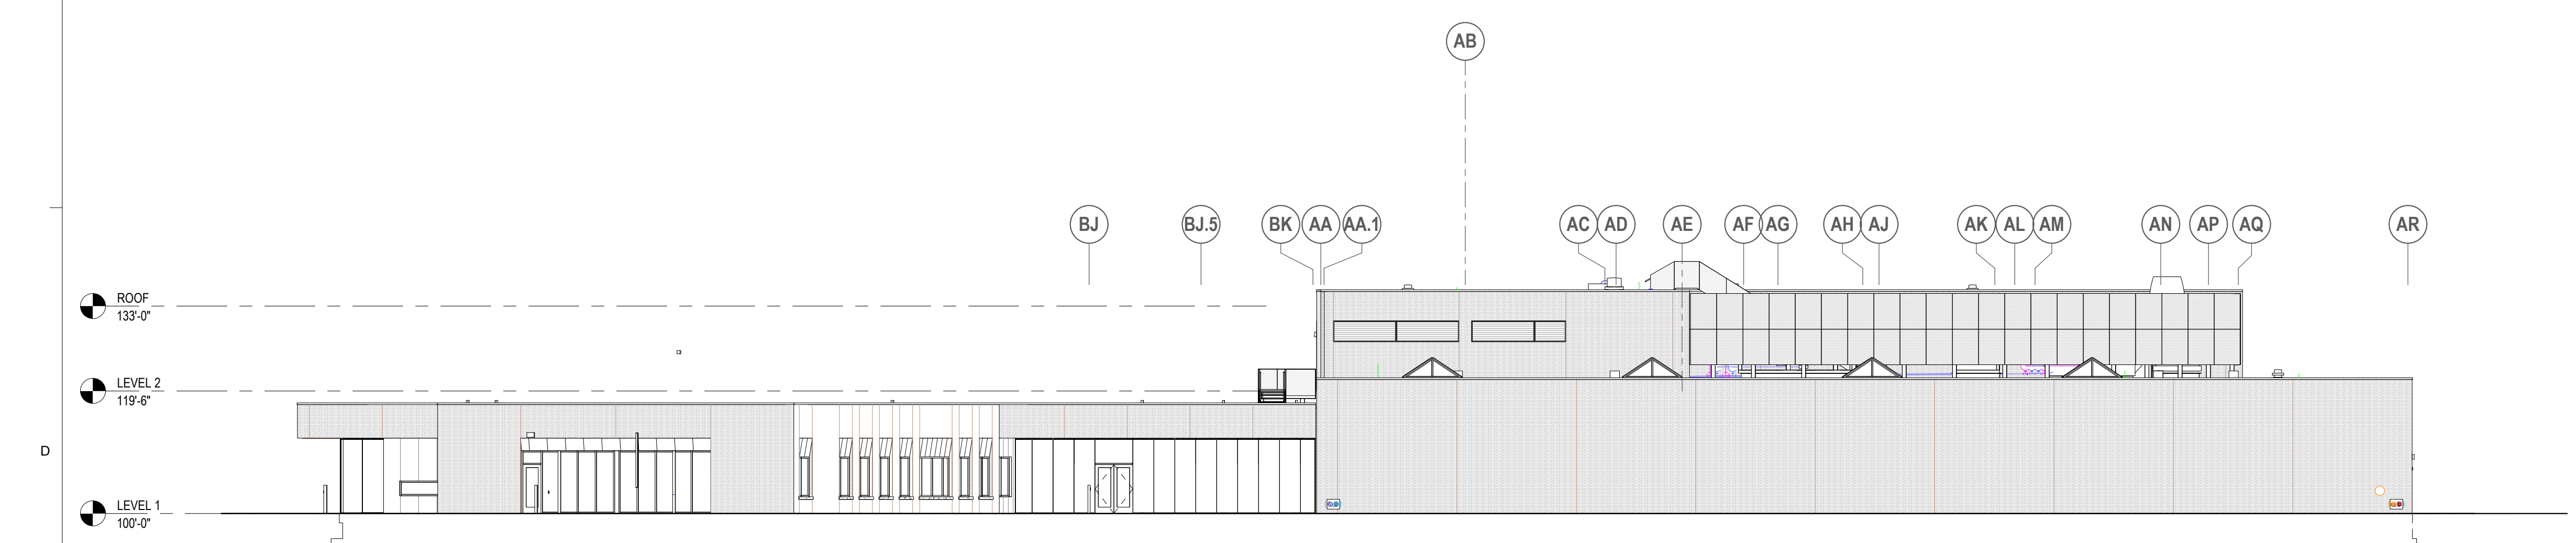 AB
BJ
BJ.5
BK
AA
AA.1
AC
AD
AE
AF
AG
AH
AJ
AK
AL
AM
AN
AP
AQ
AR
ROOF
133'-0"
LEVEL 2
119'-6"
D
LEVEL 1
100'-0"